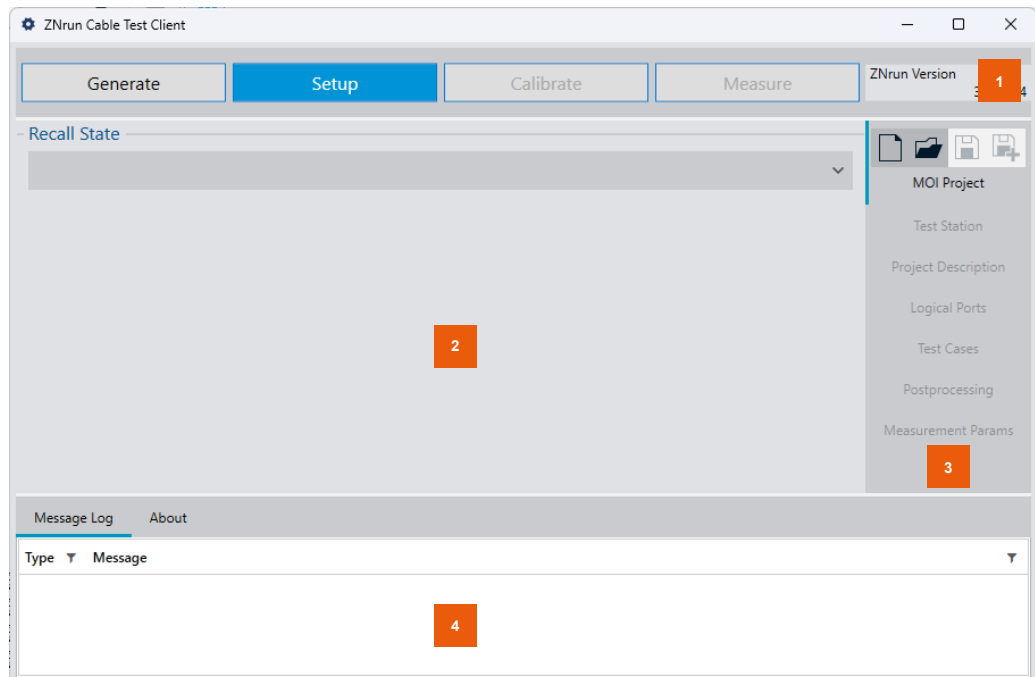 ZNrun Cable Test Client
Generate
Setup
Calibrate
Measure
ZNrun Version
1
Recall State
MOI Project
Test Station
Project Description
Logical Ports
2
Test Cases
Postprocessing
Measurement Params
3
Message Log
About
Type
Message
4